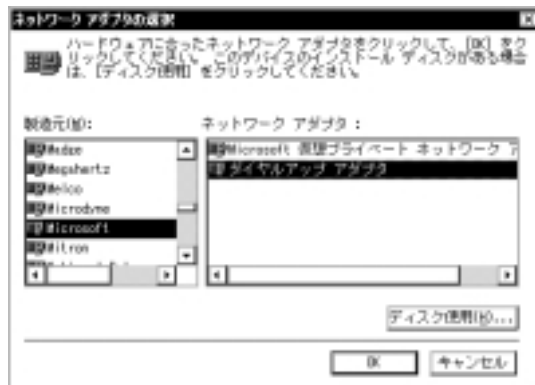 ネットワーク アダプタの選択
ハードウェアに合ったネットワーク アダプタをクリックして、[OK] をク
リックしてください。このデバイスのインストール ディスクがある場合
は、[ディスク使用] をクリックしてください。
製造元(M):
ネットワーク アダプタ :
Madge
Megahertz
Melco
Microdyne
Microsoft
Mitron
Microsoft 仮想プライベート ネットワーク ア
ダイヤルアップ アダプタ
ディスク使用(H)...
OK
キャンセル